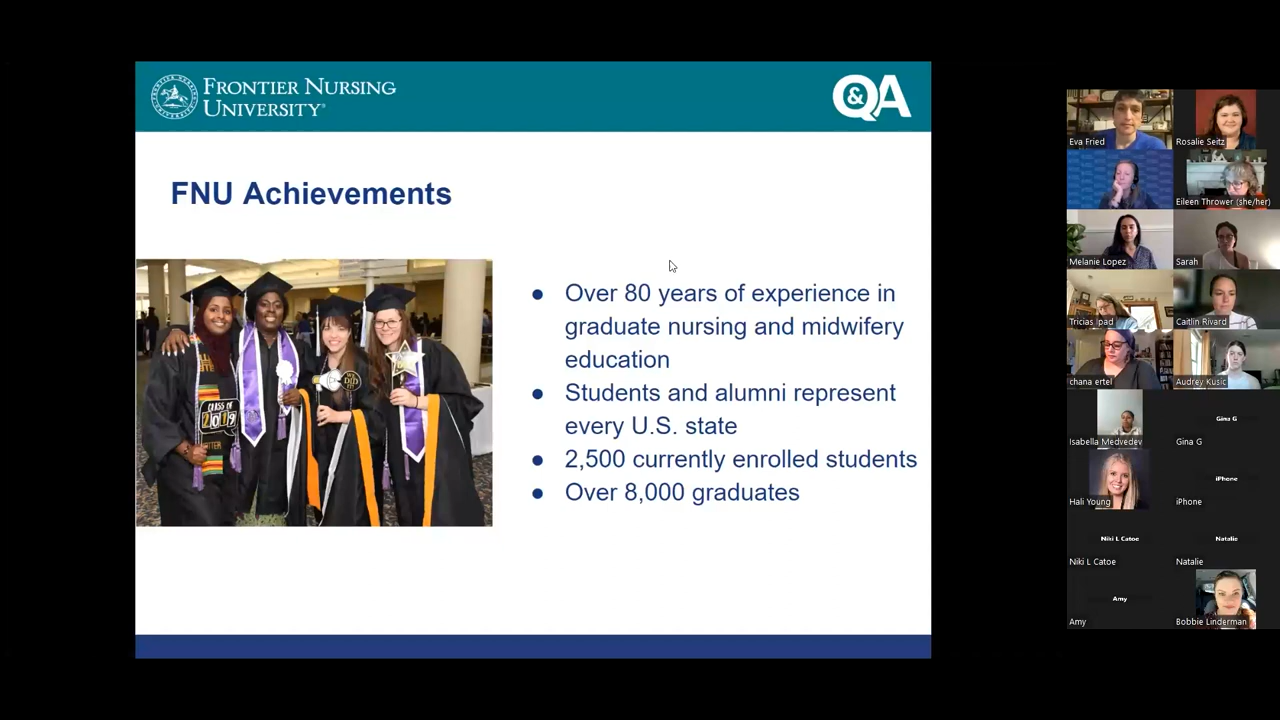 FRONTIER NURSING
UNIVERSITY®
Q&A
FNU Achievements
CLASS OF
2019
● Over 80 years of experience in
graduate nursing and midwifery
education
● Students and alumni represent
every U.S. state
● 2,500 currently enrolled students
● Over 8,000 graduates
Eva Fried
Rosalie Seitz
Eileen Thrower (she/her)
Melanie Lopez
Sarah
Tricias Ipad
Caitlin Rivard
chana ertel
Audrey Kusic
Isabella Medvedev
Gina G
Gina G
Hali Young
iPhone
iPhone
Niki L Catoe
Natalie
Niki L Catoe
Natalie
Amy
Amy
Bobbie Linderman